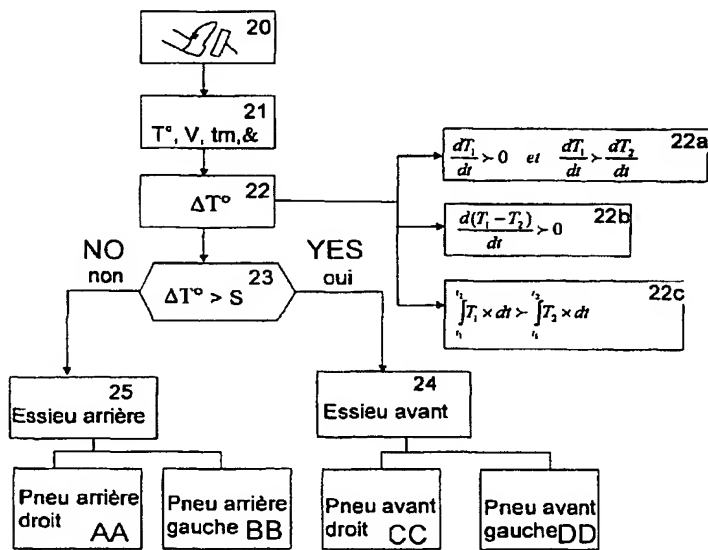 20
21
T°, V, tm,&
22
ΔT°
22a
dT₁/dt ≻ 0 et dT₁/dt ≻ dT₂/dt
22b
d(T₁ − T₂)/dt ≻ 0
22c
∫_{t₁}^{t₂} T₁ × dt ≻ ∫_{t₁}^{t₂} T₂ × dt
NO
non
YES
oui
23
ΔT° > S
25
Essieu arrière
24
Essieu avant
Pneu arrière
droit AA
Pneu arrière
gauche BB
Pneu avant
droit CC
Pneu avant
gauche DD